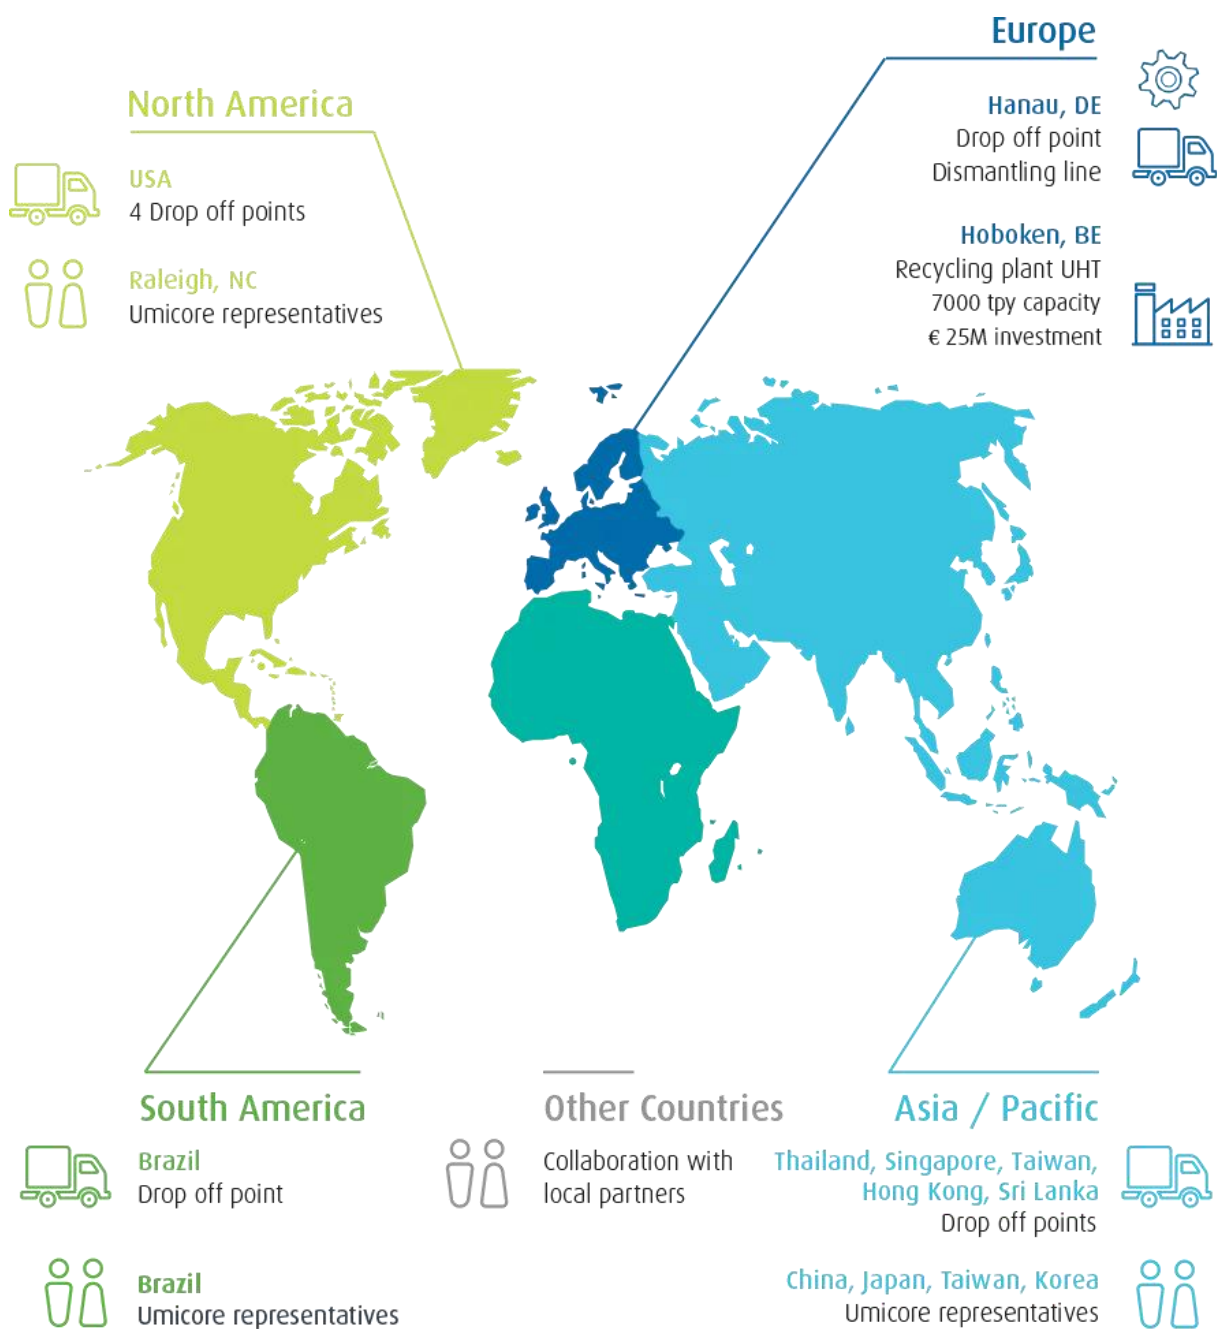 North America
USA
4 Drop off points
Raleigh, NC
Umicore representatives
Europe
Hanau, DE
Drop off point
Dismantling line
Hoboken, BE
Recycling plant UHT
7000 tpy capacity
€ 25M investment
South America
Brazil
Drop off point
Brazil
Umicore representatives
Other Countries
Collaboration with
local partners
Asia / Pacific
Thailand, Singapore, Taiwan,
Hong Kong, Sri Lanka
Drop off points
China, Japan, Taiwan, Korea
Umicore representatives